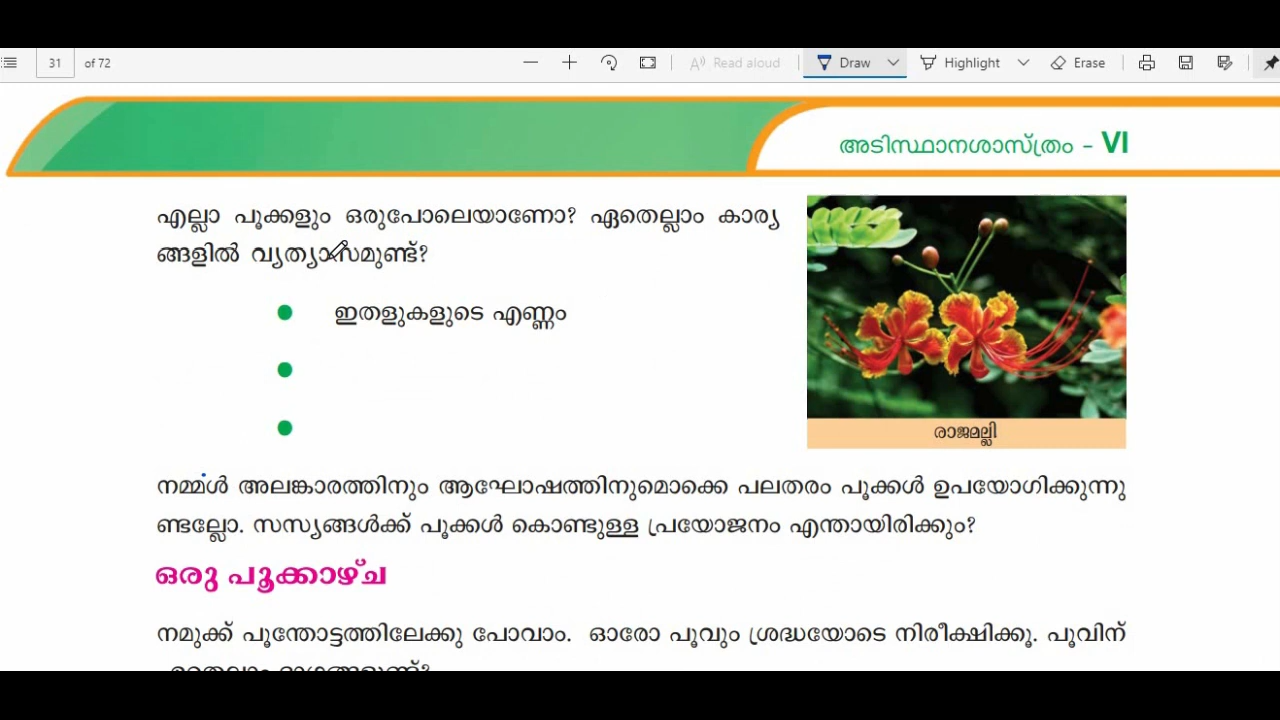 31 of 72
Read aloud
Draw
Highlight
Erase
അടിസ്ഥാനശാസ്ത്രം - VI
എല്ലാ പൂക്കളും ഒരുപോലെയാണോ? ഏതെല്ലാം കാര്യ
ങ്ങളിൽ വ്യത്യാസമുണ്ട്?
ഇതളുകളുടെ എണ്ണം
രാജമല്ലി
നമ്മൾ അലങ്കാരത്തിനും ആഘോഷത്തിനുമൊക്കെ പലതരം പൂക്കൾ ഉപയോഗിക്കുന്നു
ണ്ടല്ലോ. സസ്യങ്ങൾക്ക് പൂക്കൾ കൊണ്ടുള്ള പ്രയോജനം എന്തായിരിക്കും?
ഒരു പൂക്കാഴ്ച
നമുക്ക് പൂന്തോട്ടത്തിലേക്കു പോവാം. ഓരോ പൂവും ശ്രദ്ധയോടെ നിരീക്ഷിക്കൂ. പൂവിന്